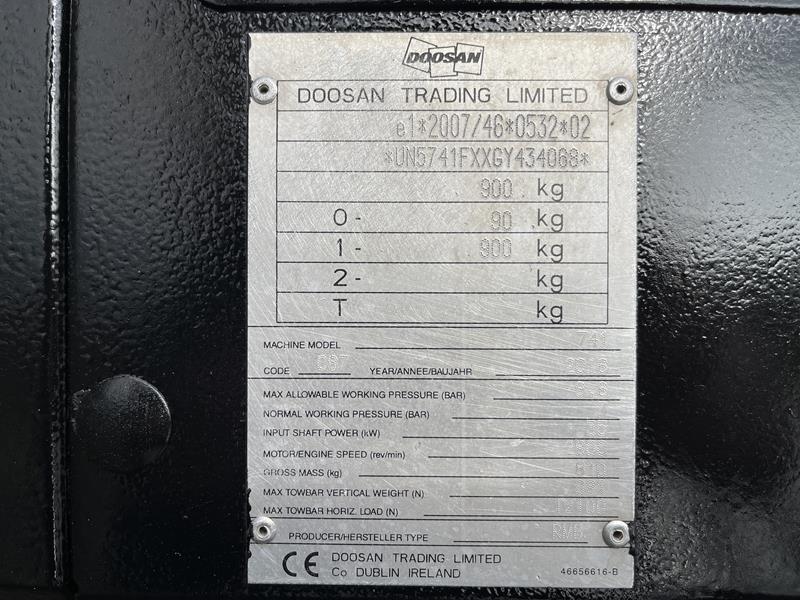 DOOSAN
DOOSAN TRADING LIMITED
e1*2007/46*0532*02
*UN5741FXXGY434068*
900 kg
0- 90 kg
1- 900 kg
2- kg
T kg
MACHINE MODEL 741
CODE YEAR/ANNEE/BAUJAHR
MAX ALLOWABLE WORKING PRESSURE (BAR)
NORMAL WORKING PRESSURE (BAR)
INPUT SHAFT POWER (kW)
MOTOR/ENGINE SPEED (rev/min)
GROSS MASS (kg)
MAX TOWBAR VERTICAL WEIGHT (N)
MAX TOWBAR HORIZ. LOAD (N)
PRODUCER/HERSTELLER TYPE
CE DOOSAN TRADING LIMITED
Co DUBLIN IRELAND 46656616-B